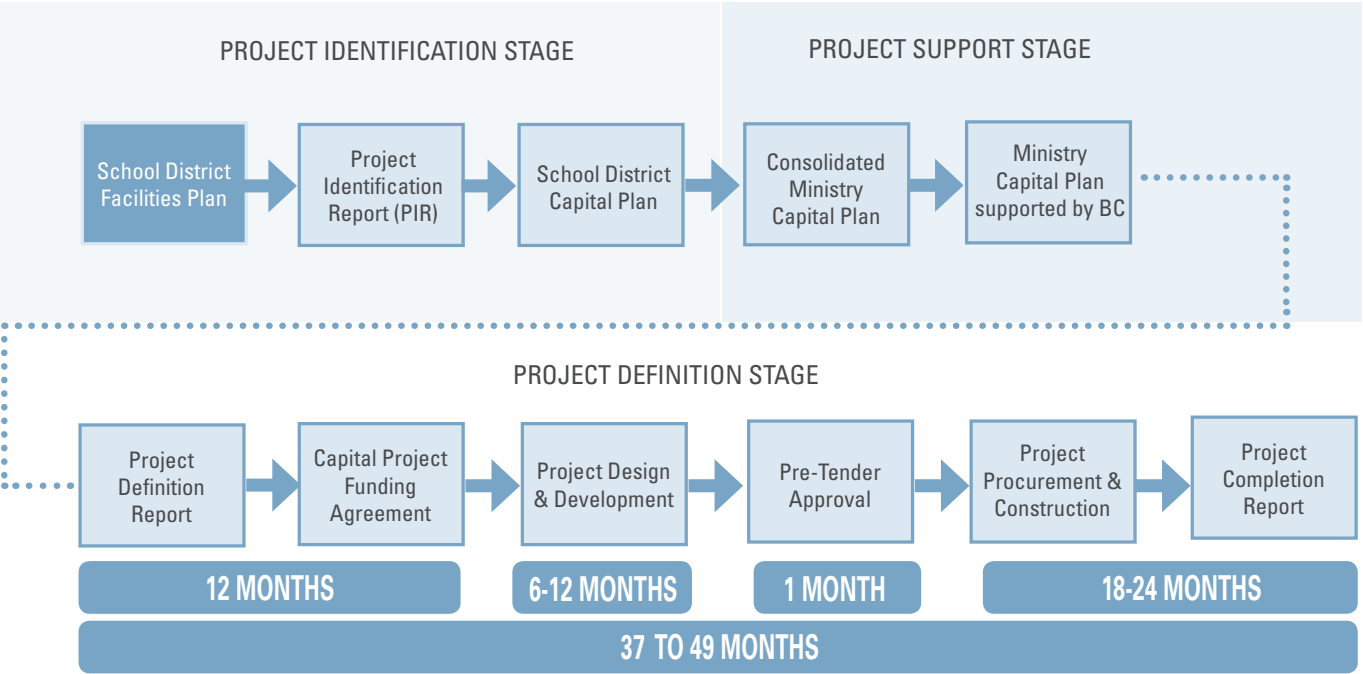 PROJECT IDENTIFICATION STAGE
PROJECT SUPPORT STAGE
School District
Facilities Plan
Project
Identification
Report (PIR)
School District
Capital Plan
Consolidated
Ministry
Capital Plan
Ministry
Capital Plan
supported by BC
PROJECT DEFINITION STAGE
Project
Definition
Report
Capital Project
Funding
Agreement
Project Design
& Development
Pre-Tender
Approval
Project
Procurement &
Construction
Project
Completion
Report
12 MONTHS
6-12 MONTHS
1 MONTH
18-24 MONTHS
37 TO 49 MONTHS